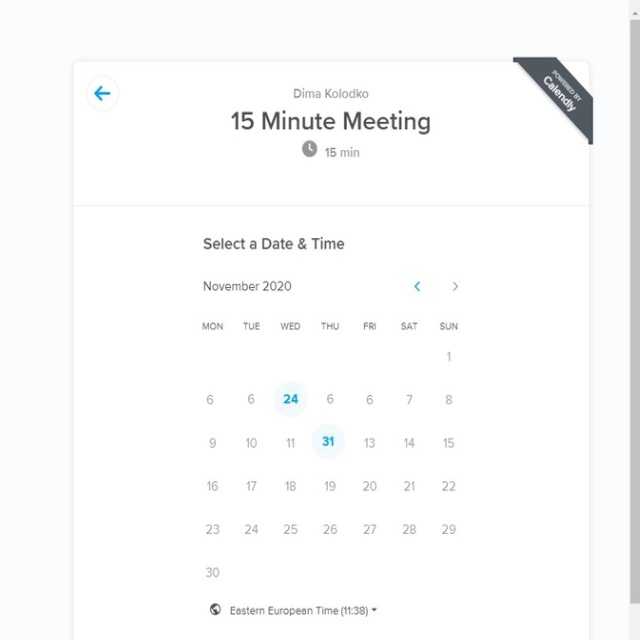 Dima Kolodko
POWERED BY
Calendly
15 Minute Meeting
15 min
Select a Date & Time
November 2020
MON TUE WED THU FRI SAT SUN
1
6 6 24 6 6 7 8
9 10 11 31 13 14 15
16 17 18 19 20 21 22
23 24 25 26 27 28 29
30
Eastern European Time (11:38)